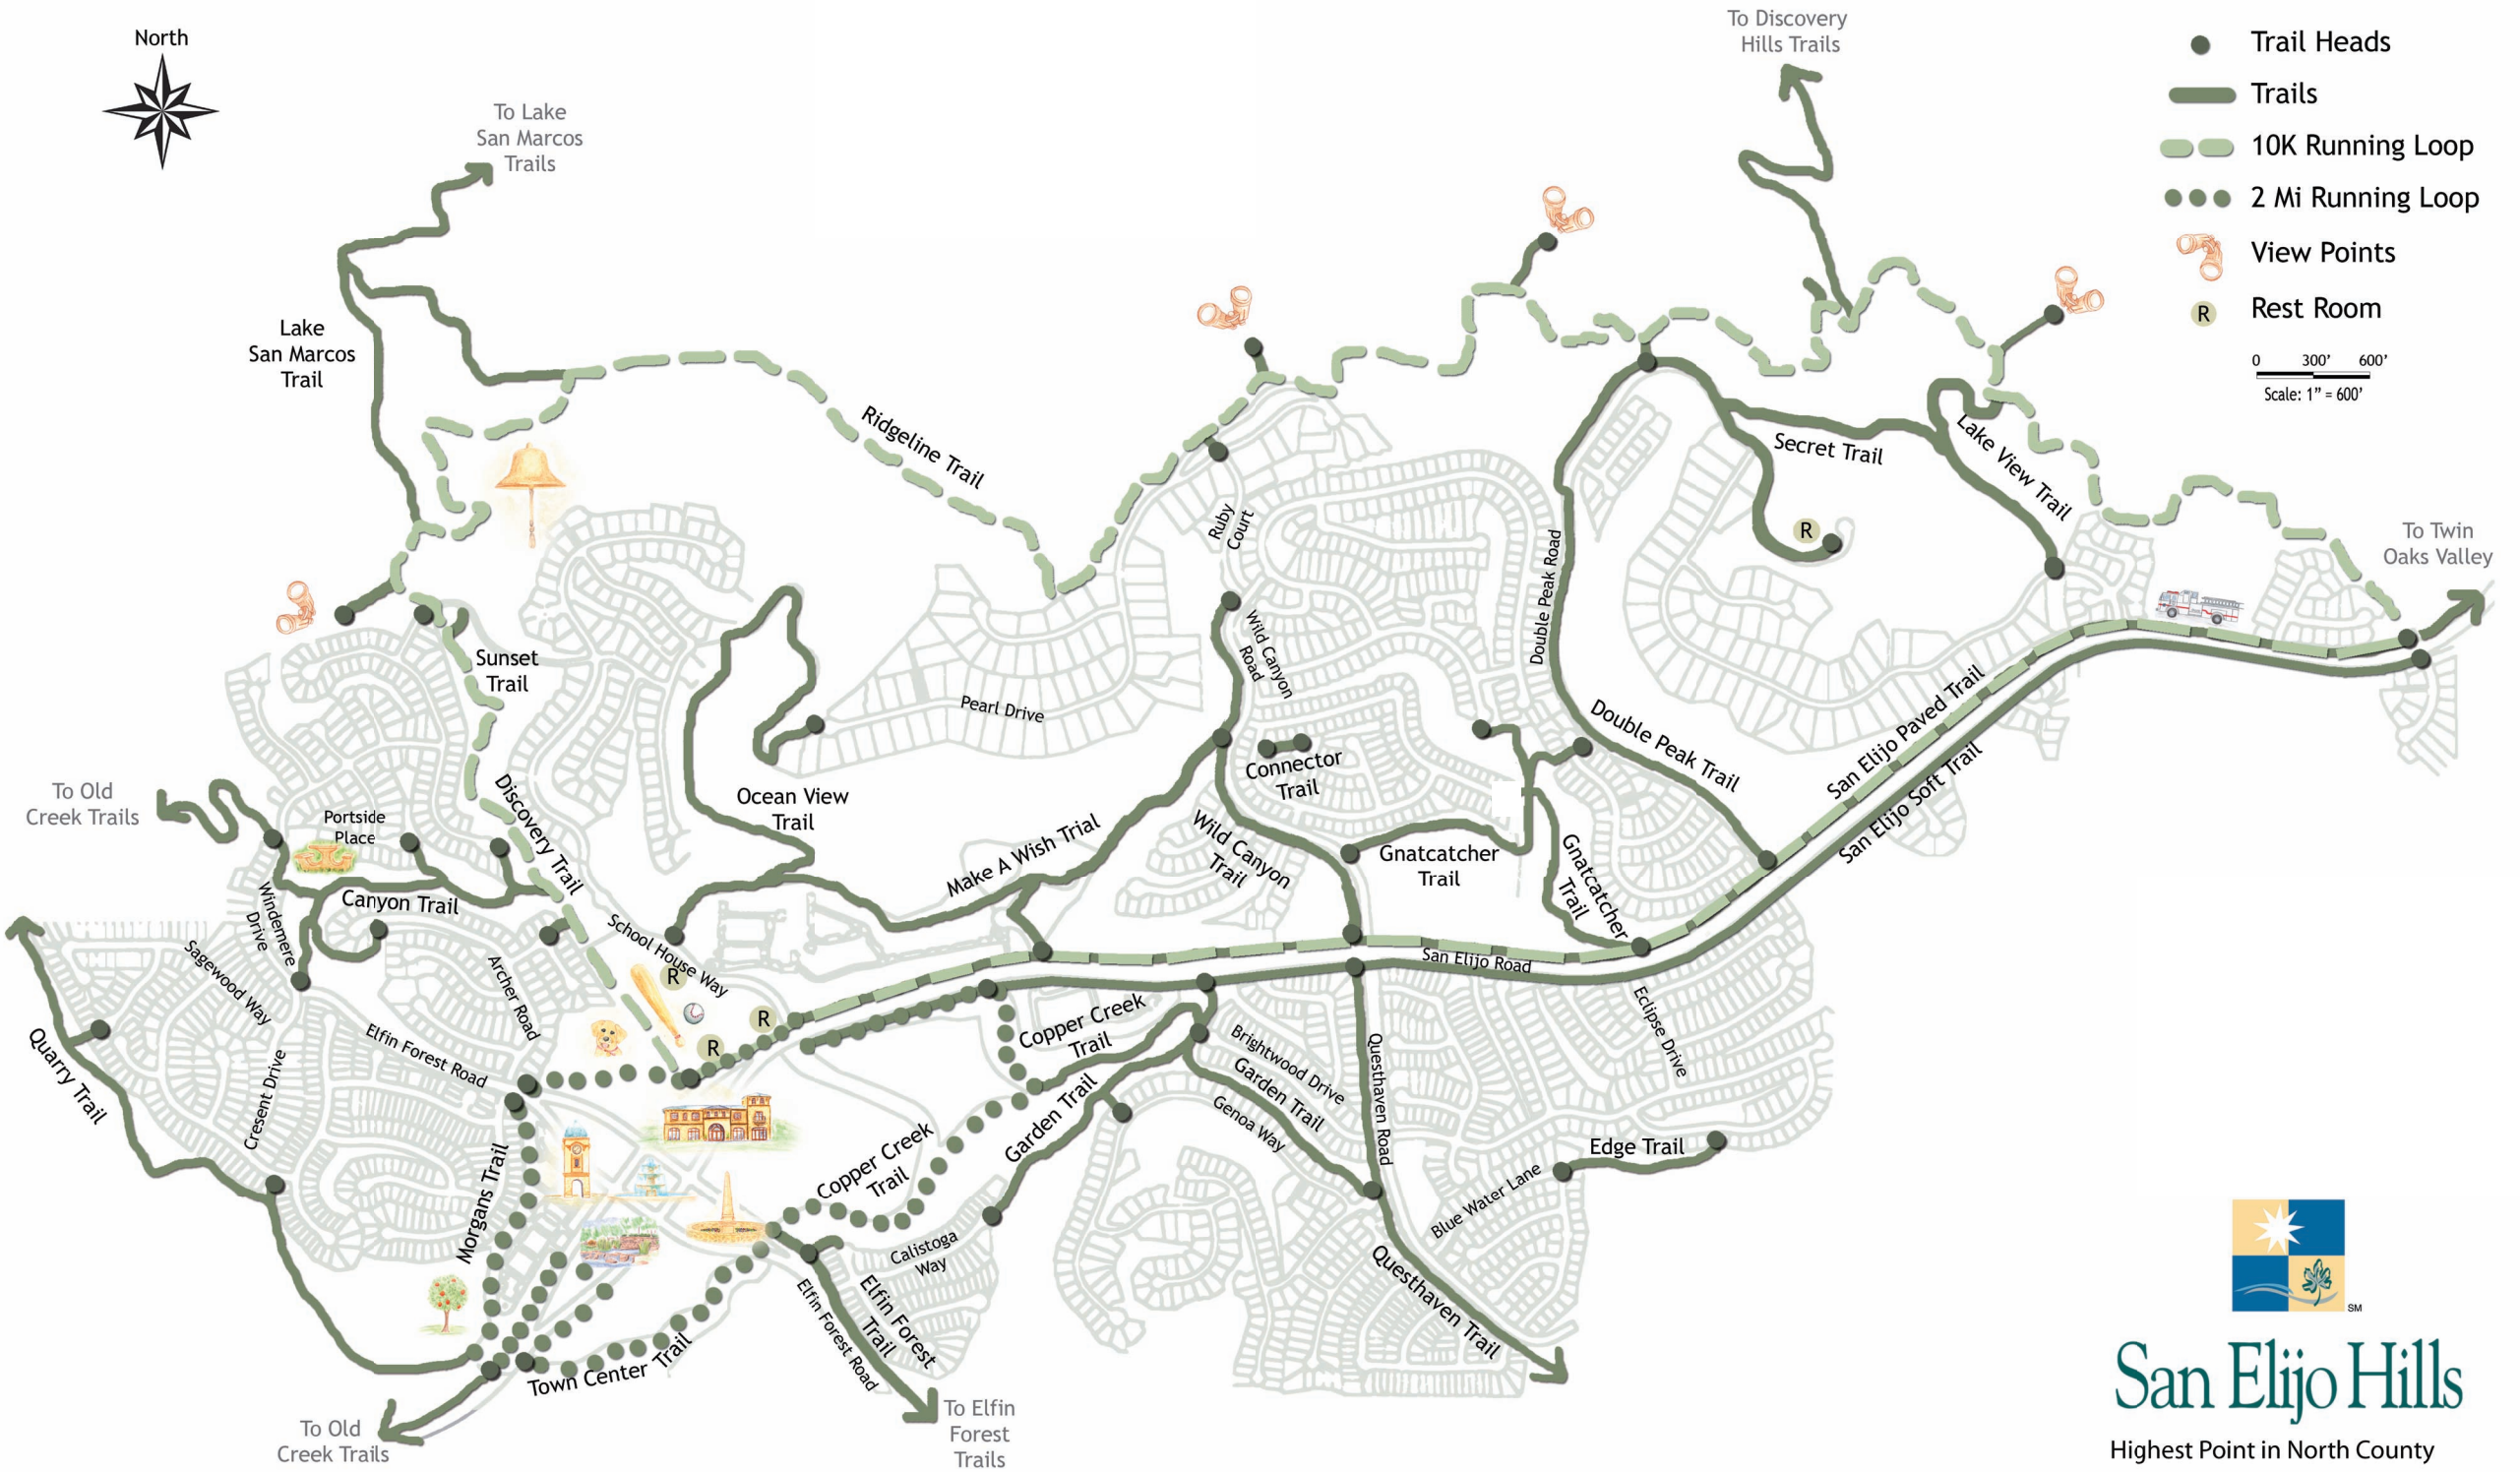 North
To Discovery
Hills Trails
Trail Heads
Trails
10K Running Loop
2 Mi Running Loop
View Points
R
Rest Room
0 300' 600'
Scale: 1” = 600’
To Lake
San Marcos
Trails
Lake
San Marcos
Trail
Ridgeline Trail
Secret Trail
Lake View Trail
R
To Twin
Oaks Valley
Ruby
Court
Double Peak Road
Wild Canyon
Road
Sunset
Trail
Pearl Drive
Double Peak Trail
San Elijo Paved Trail
San Elijo Soft Trail
Connector
Trail
To Old
Creek Trails
Portside
Place
Discovery Trail
Ocean View
Trail
Make A Wish Trial
Wild Canyon
Trail
Gnatcatcher
Trail
Gnatcatcher
Trail
Canyon Trail
Windemere
Drive
Sagewood Way
School House Way
R
Archer Road
San Elijo Road
R
R
Copper Creek
Trail
Eclipse Drive
Quarry Trail
Elfin Forest Road
Cresent Drive
Brightwood Drive
Garden Trail
Genoa Way
Questhaven Road
Garden Trail
Edge Trail
Blue Water Lane
Morgans Trail
Copper Creek
Trail
Calistoga
Way
Elfin Forest
Trail
Elfin Forest Road
Questhaven Trail
Town Center Trail
To Old
Creek Trails
To Elfin
Forest
Trails
SM
San Elijo Hills
Highest Point in North County